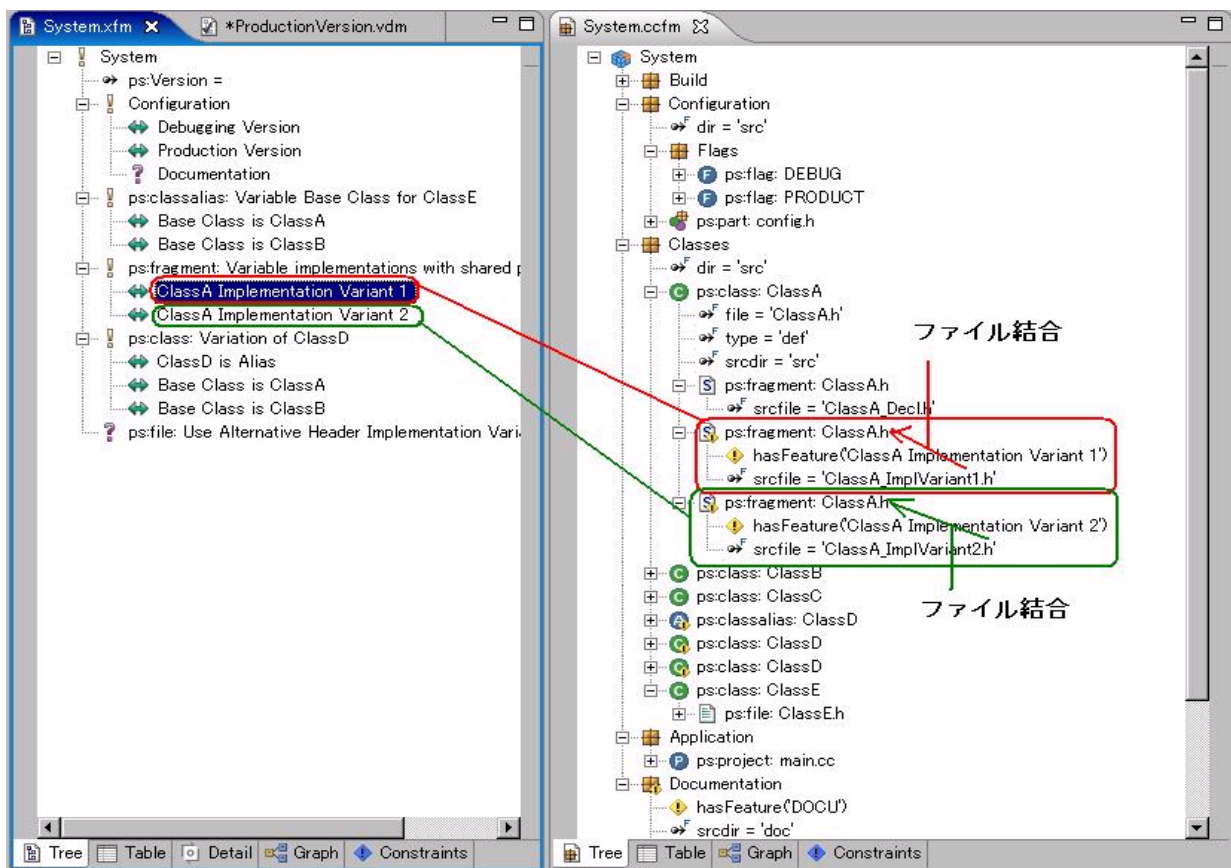 System.xfm
*ProductionVersion.vdm
System
ps:Version =
Configuration
Debugging Version
Production Version
Documentation
ps:classalias: Variable Base Class for ClassE
Base Class is ClassA
Base Class is ClassB
ps:fragment: Variable implementations with shared p
ClassA Implementation Variant 1
ClassA Implementation Variant 2
ps:class: Variation of ClassD
ClassD is Alias
Base Class is ClassA
Base Class is ClassB
ps:file: Use Alternative Header Implementation Vari
Tree Table Detail Graph Constraints
System.ccfm
System
Build
Configuration
dir = 'src'
Flags
ps:flag: DEBUG
ps:flag: PRODUCT
ps:part: config.h
Classes
dir = 'src'
ps:class: ClassA
file = 'ClassA.h'
type = 'def'
srcdir = 'src'
ファイル結合
ps:fragment: ClassA.h
srcfile = 'ClassA_Decl.h'
ps:fragment: ClassA.h
hasFeature('ClassA Implementation Variant 1')
srcfile = 'ClassA_ImplVariant1.h'
ps:fragment: ClassA.h
hasFeature('ClassA Implementation Variant 2')
srcfile = 'ClassA_ImplVariant2.h'
ps:class: ClassB
ps:class: ClassC
ファイル結合
ps:classalias: ClassD
ps:class: ClassD
ps:class: ClassD
ps:class: ClassE
ps:file: ClassE.h
Application
ps:project: main.cc
Documentation
hasFeature('DOCU')
srcdir = 'doc'
Tree Table Graph Constraints